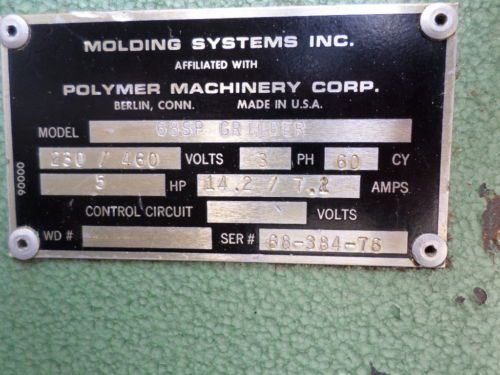 MOLDING SYSTEMS INC.
AFFILIATED WITH
POLYMER MACHINERY CORP.
BERLIN, CONN. MADE IN U.S.A.
MODEL 68SP GRINDER
230 / 460 VOLTS 3 PH 60 CY
5 HP 14.2 / 7.2 AMPS
CONTROL CIRCUIT VOLTS
WD # SER # 68-384-76
90000